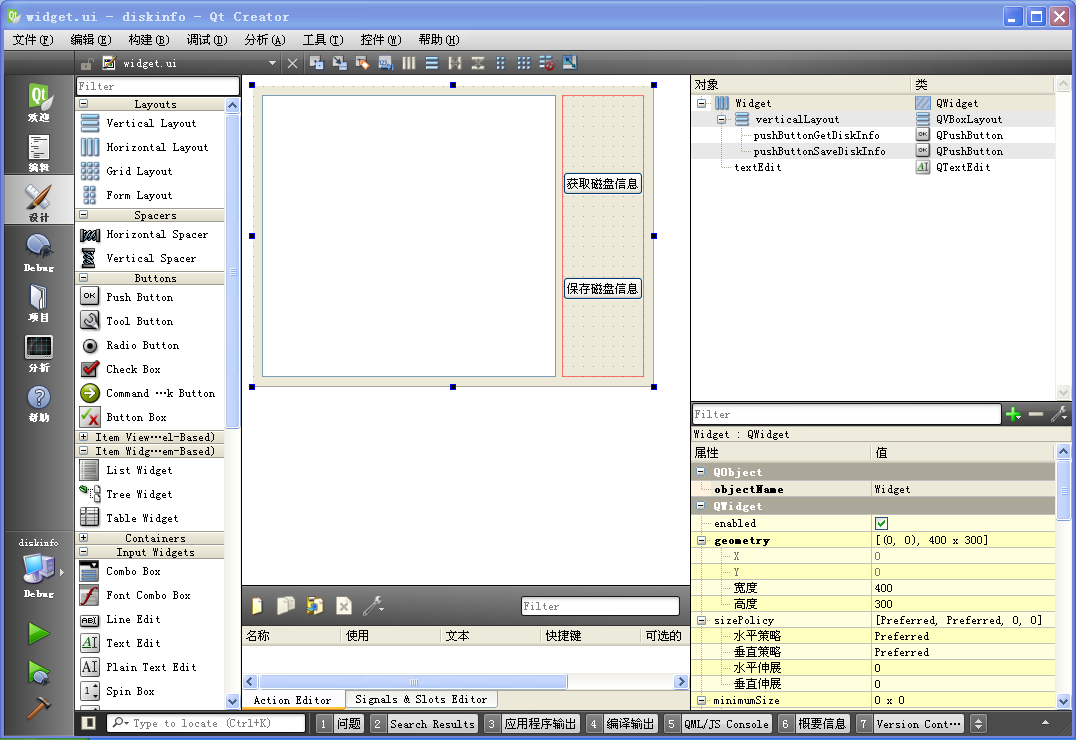 widget.ui - diskinfo - Qt Creator
文件(F) 编辑(E) 构建(B) 调试(D) 分析(A) 工具(T) 控件(W) 帮助(H)
widget.ui
欢迎
编辑
设计
Debug
项目
分析
帮助
diskinfo
Debug
Filter
Layouts
Vertical Layout
Horizontal Layout
Grid Layout
Form Layout
Spacers
Horizontal Spacer
Vertical Spacer
Buttons
OK Push Button
Tool Button
Radio Button
Check Box
Command ···k Button
Button Box
Item View···el-Based)
Item Widg···em-Based)
List Widget
Tree Widget
Table Widget
Containers
Input Widgets
Combo Box
Font Combo Box
ABI Line Edit
AI Text Edit
AI Plain Text Edit
1 Spin Box
获取磁盘信息
保存磁盘信息
Filter
名称 使用 文本 快捷键 可选的
Action Editor Signals & Slots Editor
对象 类
Widget QWidget
verticalLayout QVBoxLayout
pushButtonGetDiskInfo OK QPushButton
pushButtonSaveDiskInfo OK QPushButton
textEdit AI QTextEdit
Filter
Widget : QWidget
属性 值
QObject
objectName Widget
QWidget
enabled
geometry [(0, 0), 400 x 300]
X 0
Y 0
宽度 400
高度 300
sizePolicy [Preferred, Preferred, 0, 0]
水平策略 Preferred
垂直策略 Preferred
水平伸展 0
垂直伸展 0
minimumSize 0 x 0
Type to locate (Ctrl+K) 1 问题 2 Search Results 3 应用程序输出 4 编译输出 5 QML/JS Console 6 概要信息 7 Version Cont···